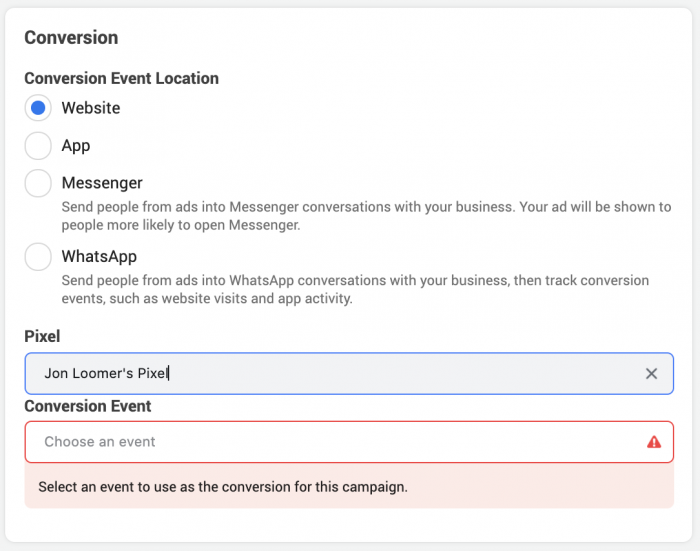 Conversion
Conversion Event Location
Website
App
Messenger
Send people from ads into Messenger conversations with your business. Your ad will be shown to
people more likely to open Messenger.
WhatsApp
Send people from ads into WhatsApp conversations with your business, then track conversion
events, such as website visits and app activity.
Pixel
Jon Loomer's Pixel
Conversion Event
Choose an event
Select an event to use as the conversion for this campaign.